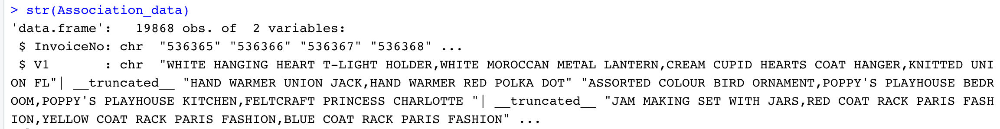 > str(Association_data)
'data.frame':   19868 obs. of  2 variables:
 $ InvoiceNo: chr  "536365" "536366" "536367" "536368" ...
 $ V1       : chr  "WHITE HANGING HEART T-LIGHT HOLDER,WHITE MOROCCAN METAL LANTERN,CREAM CUPID HEARTS COAT HANGER,KNITTED UNI
ON FL"| __truncated__ "HAND WARMER UNION JACK,HAND WARMER RED POLKA DOT" "ASSORTED COLOUR BIRD ORNAMENT,POPPY'S PLAYHOUSE BEDR
OOM,POPPY'S PLAYHOUSE KITCHEN,FELTCRAFT PRINCESS CHARLOTTE "| __truncated__ "JAM MAKING SET WITH JARS,RED COAT RACK PARIS FASH
ION,YELLOW COAT RACK PARIS FASHION,BLUE COAT RACK PARIS FASHION" ...